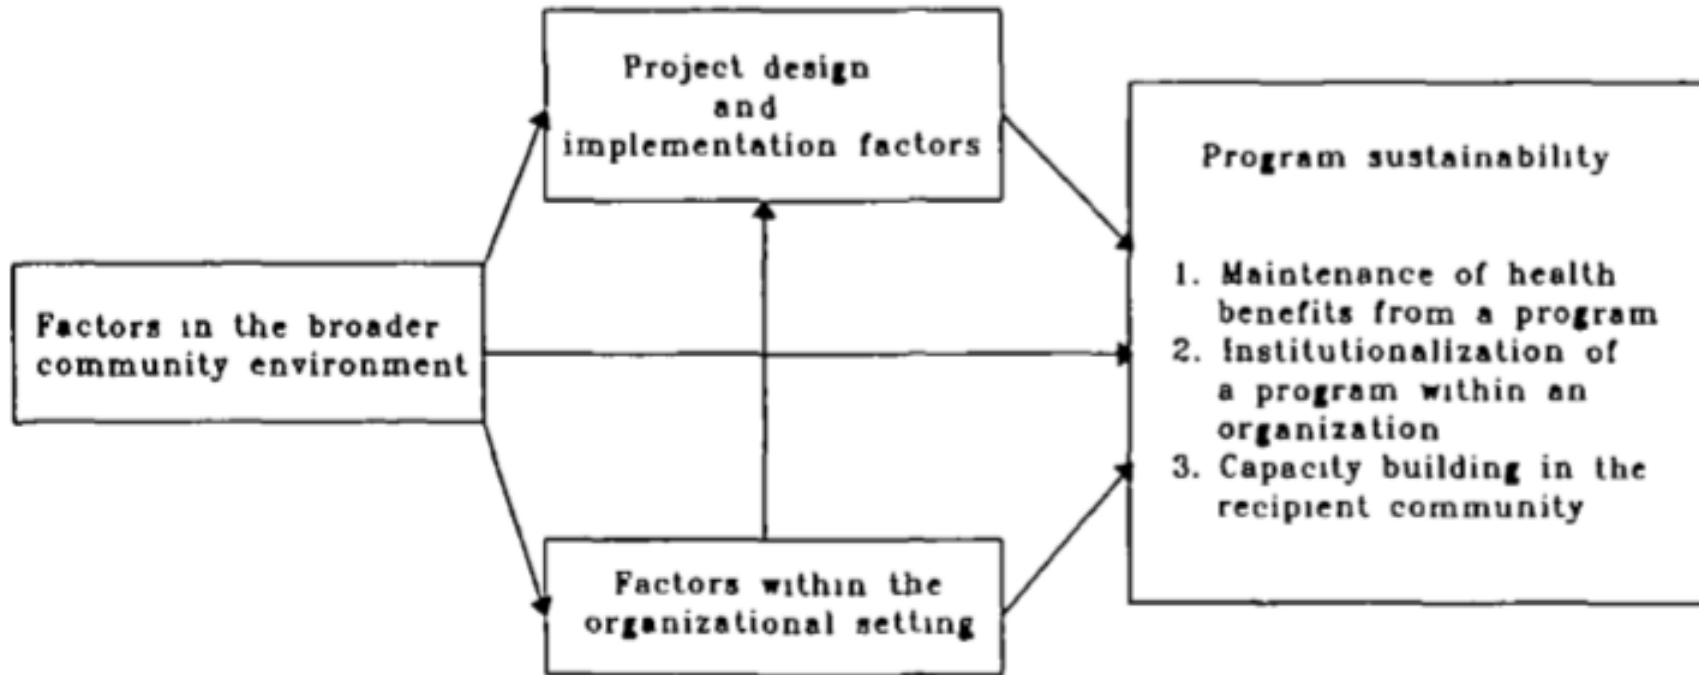 Project design
and
implementation factors
Program sustainability
Factors in the broader
community environment
1. Maintenance of health
benefits from a program
2. Institutionalization of
a program within an
organization
3. Capacity building in the
recipient community
Factors within the
organizational setting